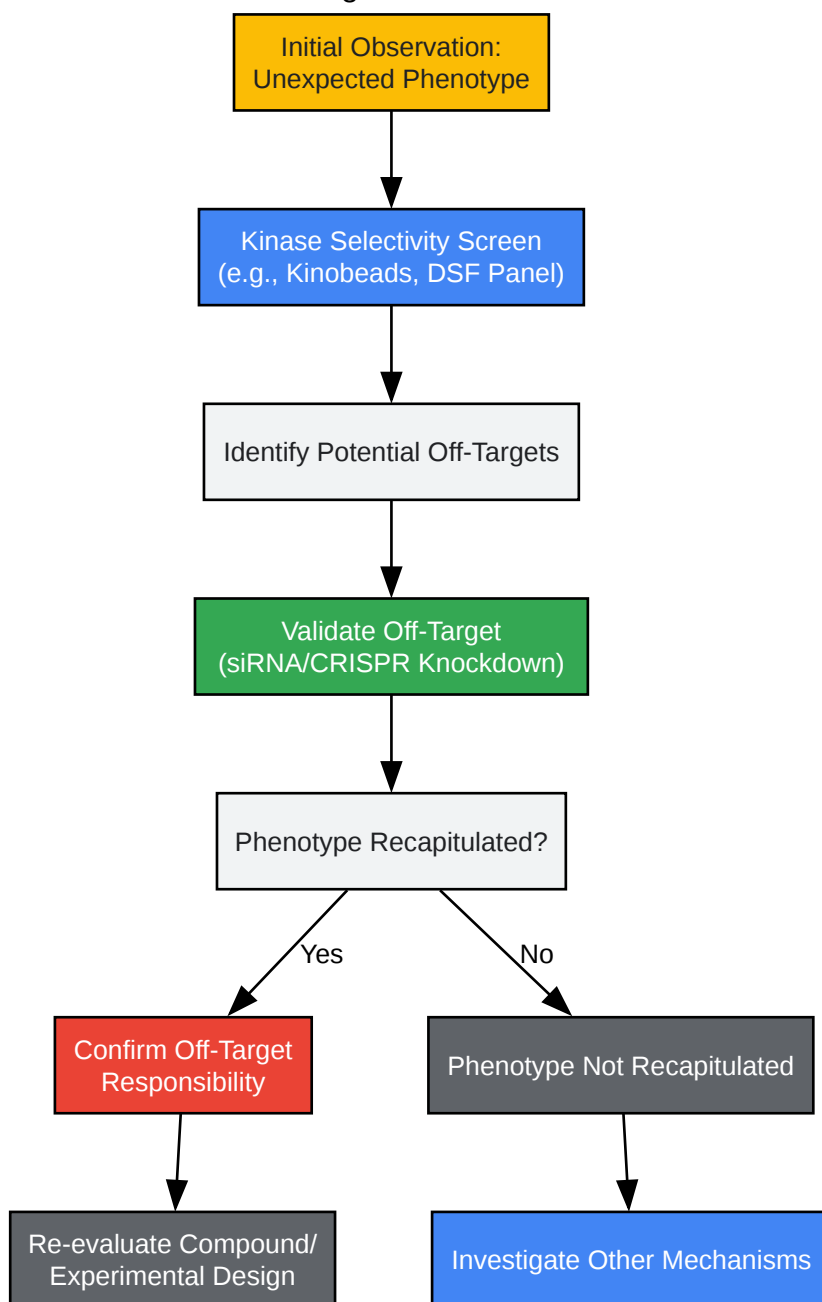 Initial Observation:
Unexpected Phenotype
Kinase Selectivity Screen
(e.g., Kinobeads, DSF Panel)
Identify Potential Off-Targets
Validate Off-Target
(siRNA/CRISPR Knockdown)
Phenotype Recapitulated?
Yes
No
Confirm Off-Target
Responsibility
Phenotype Not Recapitulated
Re-evaluate Compound/
Experimental Design
Investigate Other Mechanisms